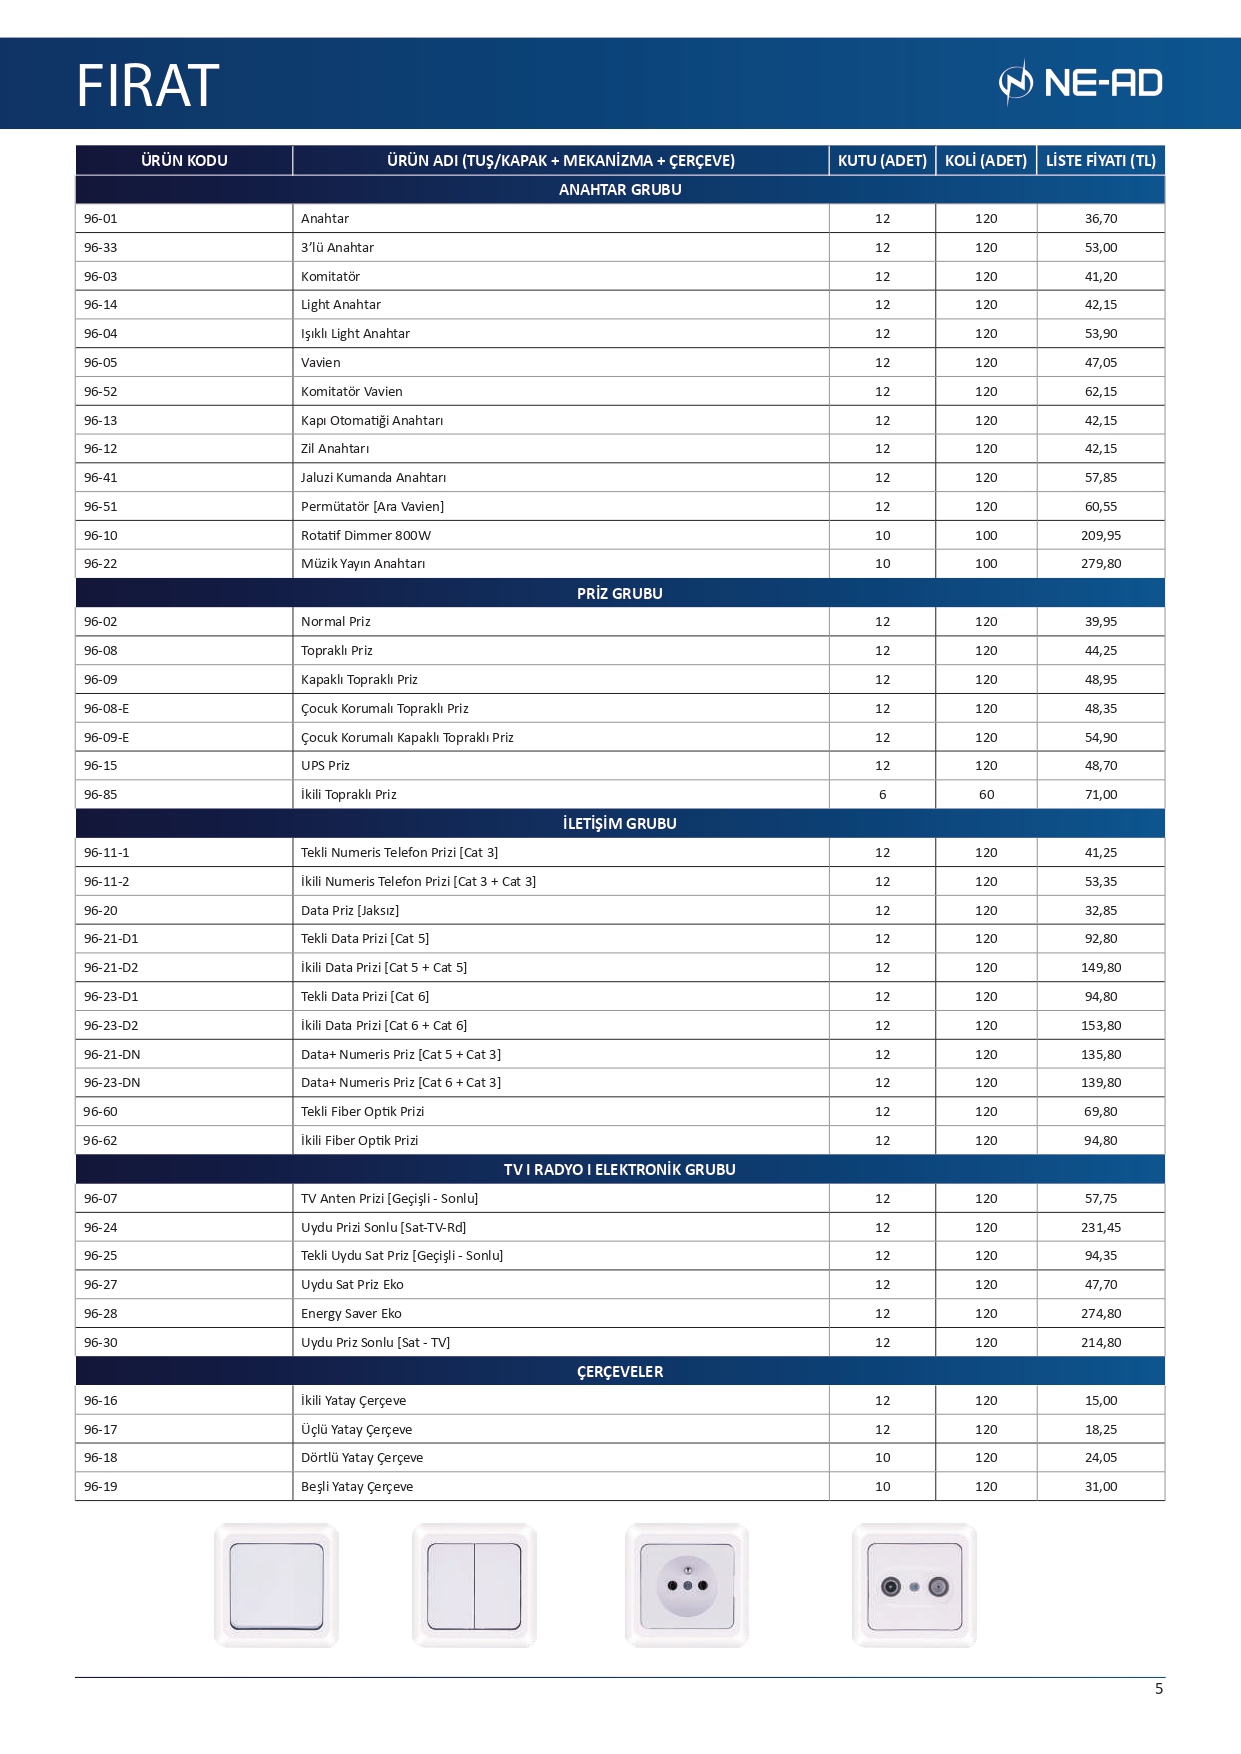 FIRAT
NE-AD
ÜRÜN KODU ÜRÜN ADI (TUŞ/KAPAK + MEKANİZMA + ÇERÇEVE) KUTU (ADET) KOLİ (ADET) LİSTE FİYATI (TL)
ANAHTAR GRUBU
96-01 Anahtar 12 120 36,70
96-33 3’lü Anahtar 12 120 53,00
96-03 Komitatör 12 120 41,20
96-14 Light Anahtar 12 120 42,15
96-04 Işıklı Light Anahtar 12 120 53,90
96-05 Vavien 12 120 47,05
96-52 Komitatör Vavien 12 120 62,15
96-13 Kapı Otomatiği Anahtarı 12 120 42,15
96-12 Zil Anahtarı 12 120 42,15
96-41 Jaluzi Kumanda Anahtarı 12 120 57,85
96-51 Permütatör [Ara Vavien] 12 120 60,55
96-10 Rotatif Dimmer 800W 10 100 209,95
96-22 Müzik Yayın Anahtarı 10 100 279,80
PRİZ GRUBU
96-02 Normal Priz 12 120 39,95
96-08 Topraklı Priz 12 120 44,25
96-09 Kapaklı Topraklı Priz 12 120 48,95
96-08-E Çocuk Korumalı Topraklı Priz 12 120 48,35
96-09-E Çocuk Korumalı Kapaklı Topraklı Priz 12 120 54,90
96-15 UPS Priz 12 120 48,70
96-85 İkili Topraklı Priz 6 60 71,00
İLETİŞİM GRUBU
96-11-1 Tekli Numeris Telefon Prizi [Cat 3] 12 120 41,25
96-11-2 İkili Numeris Telefon Prizi [Cat 3 + Cat 3] 12 120 53,35
96-20 Data Priz [Jaksız] 12 120 32,85
96-21-D1 Tekli Data Prizi [Cat 5] 12 120 92,80
96-21-D2 İkili Data Prizi [Cat 5 + Cat 5] 12 120 149,80
96-23-D1 Tekli Data Prizi [Cat 6] 12 120 94,80
96-23-D2 İkili Data Prizi [Cat 6 + Cat 6] 12 120 153,80
96-21-DN Data+ Numeris Priz [Cat 5 + Cat 3] 12 120 135,80
96-23-DN Data+ Numeris Priz [Cat 6 + Cat 3] 12 120 139,80
96-60 Tekli Fiber Optik Prizi 12 120 69,80
96-62 İkili Fiber Optik Prizi 12 120 94,80
TV I RADYO I ELEKTRONİK GRUBU
96-07 TV Anten Prizi [Geçişli - Sonlu] 12 120 57,75
96-24 Uydu Prizi Sonlu [Sat-TV-Rd] 12 120 231,45
96-25 Tekli Uydu Sat Priz [Geçişli - Sonlu] 12 120 94,35
96-27 Uydu Sat Priz Eko 12 120 47,70
96-28 Energy Saver Eko 12 120 274,80
96-30 Uydu Priz Sonlu [Sat - TV] 12 120 214,80
ÇERÇEVELER
96-16 İkili Yatay Çerçeve 12 120 15,00
96-17 Üçlü Yatay Çerçeve 12 120 18,25
96-18 Dörtlü Yatay Çerçeve 10 120 24,05
96-19 Beşli Yatay Çerçeve 10 120 31,00
5